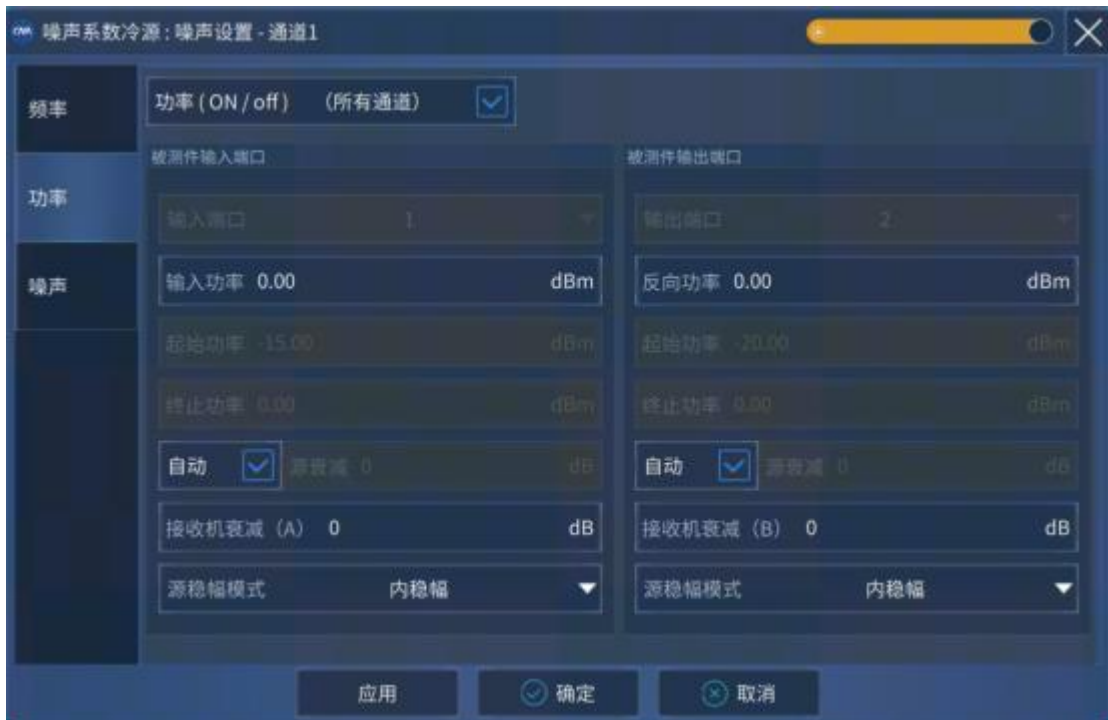 噪声系数冷源 : 噪声设置 - 通道1
频率
功率
噪声
功率 ( ON / off ) （所有通道）
被测件输入端口
输入端口 1
输入功率 0.00 dBm
起始功率 -15.00 dBm
终止功率 0.00 dBm
自动 源衰减 0 dB
接收机衰减（A） 0 dB
源稳幅模式 内稳幅
被测件输出端口
输出端口 2
反向功率 0.00 dBm
起始功率 -20.00 dBm
终止功率 0.00 dBm
自动 源衰减 0 dB
接收机衰减（B） 0 dB
源稳幅模式 内稳幅
应用 确定 取消